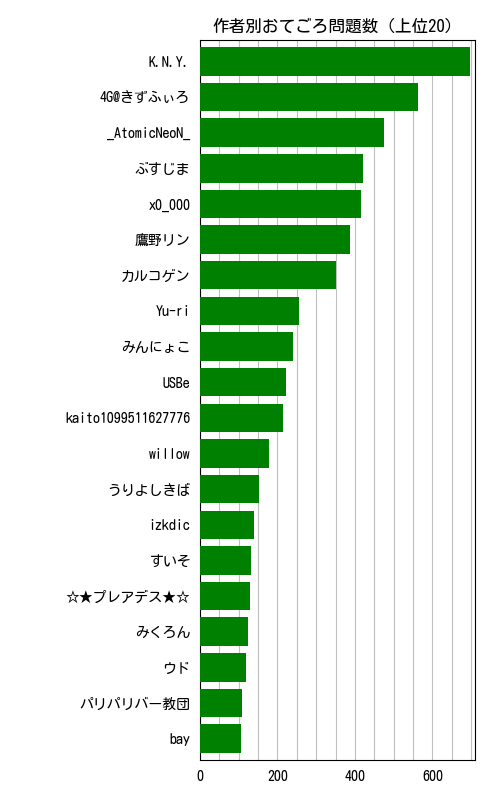 作者別おてごろ問題数 (上位20)
K.N.Y.
4G@きずふぃろ
_AtomicNeoN_
ぶすじま
x0_000
鷹野リン
カルコゲン
Yu-ri
みんにょこ
USBe
kaito1099511627776
willow
うりよしきば
izkdic
すいそ
☆★プレアデス★☆
みくろん
ウド
パリパリバー教団
bay
0 200 400 600